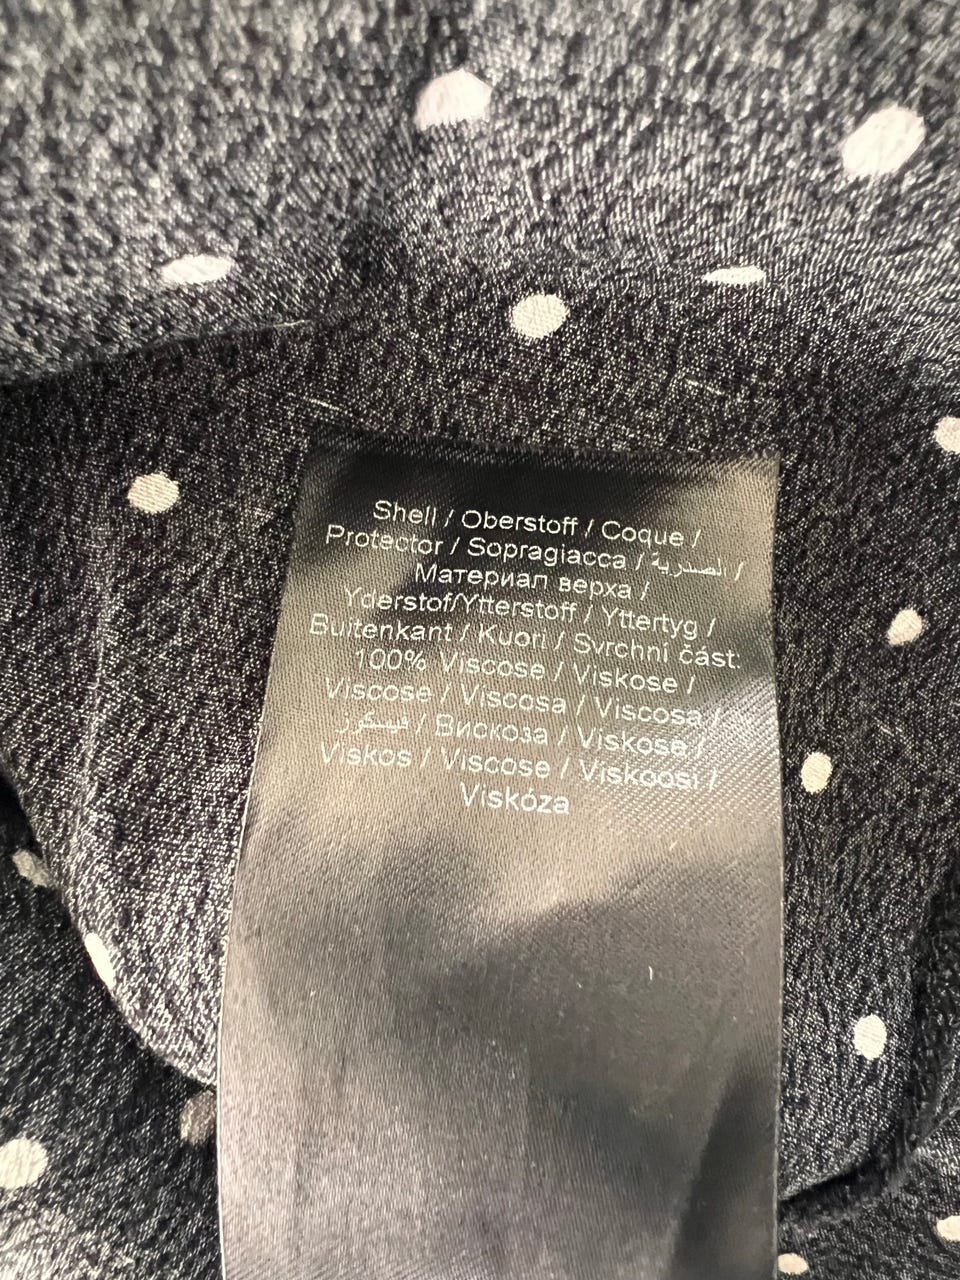 Shell / Oberstoff / Coque /
Protector / Sopragiacca / الصدرية /
Материал верха /
Yderstof/Ytterstoff / Yttertyg /
Buitenkant / Kuori / Svrchní část:
100% Viscose / Viskose /
Viscose / Viscosa / Viscosa /
فيسكوز / Вискоза / Viskose /
Viskos / Viscose / Viskoosi /
Viskóza